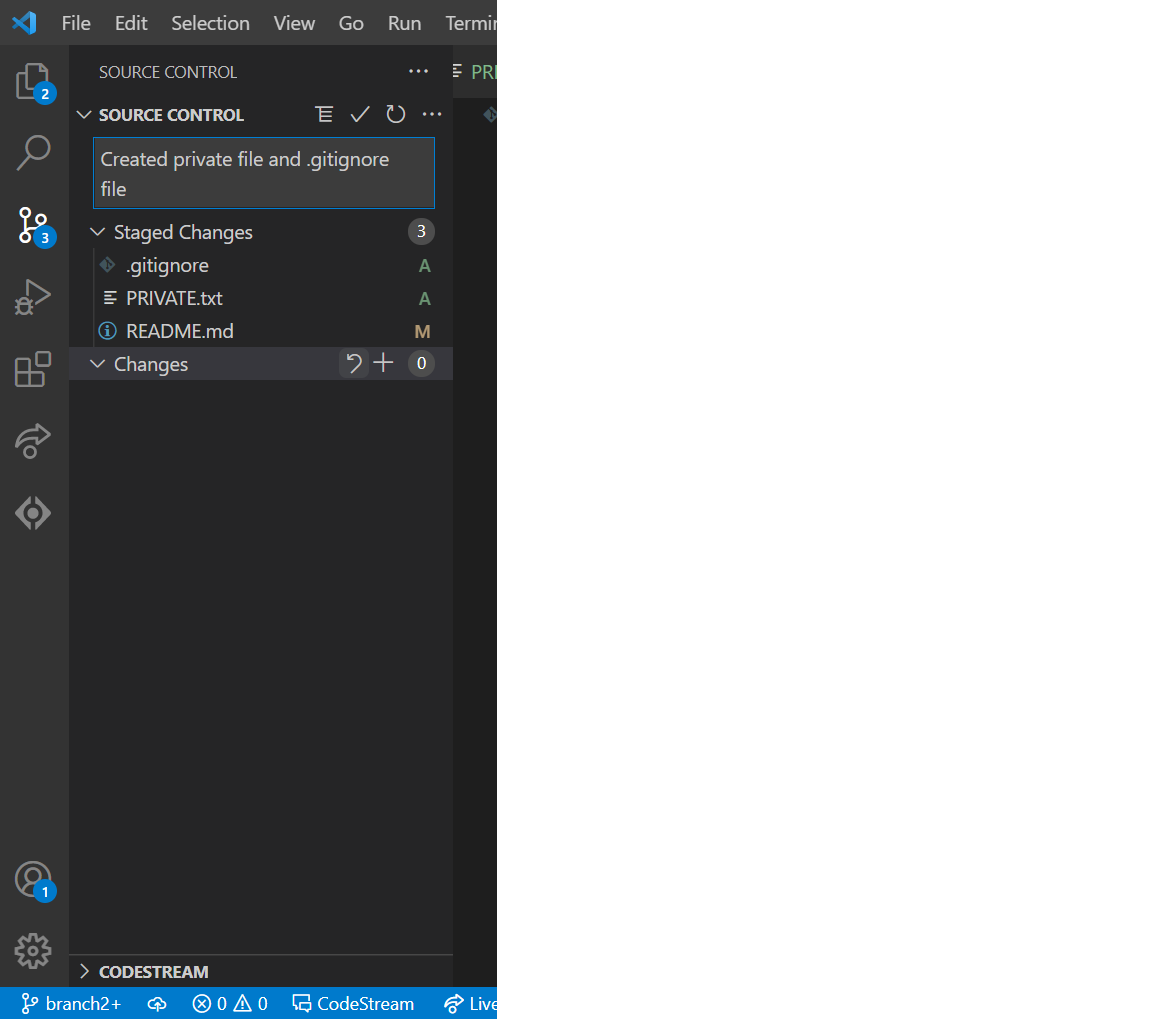 File Edit Selection View Go Run Termin
2
SOURCE CONTROL
PRI
SOURCE CONTROL
Created private file and .gitignore
file
3
Staged Changes 3
.gitignore A
PRIVATE.txt A
README.md M
Changes 0
1
CODESTREAM
branch2+ 0 0 CodeStream Live